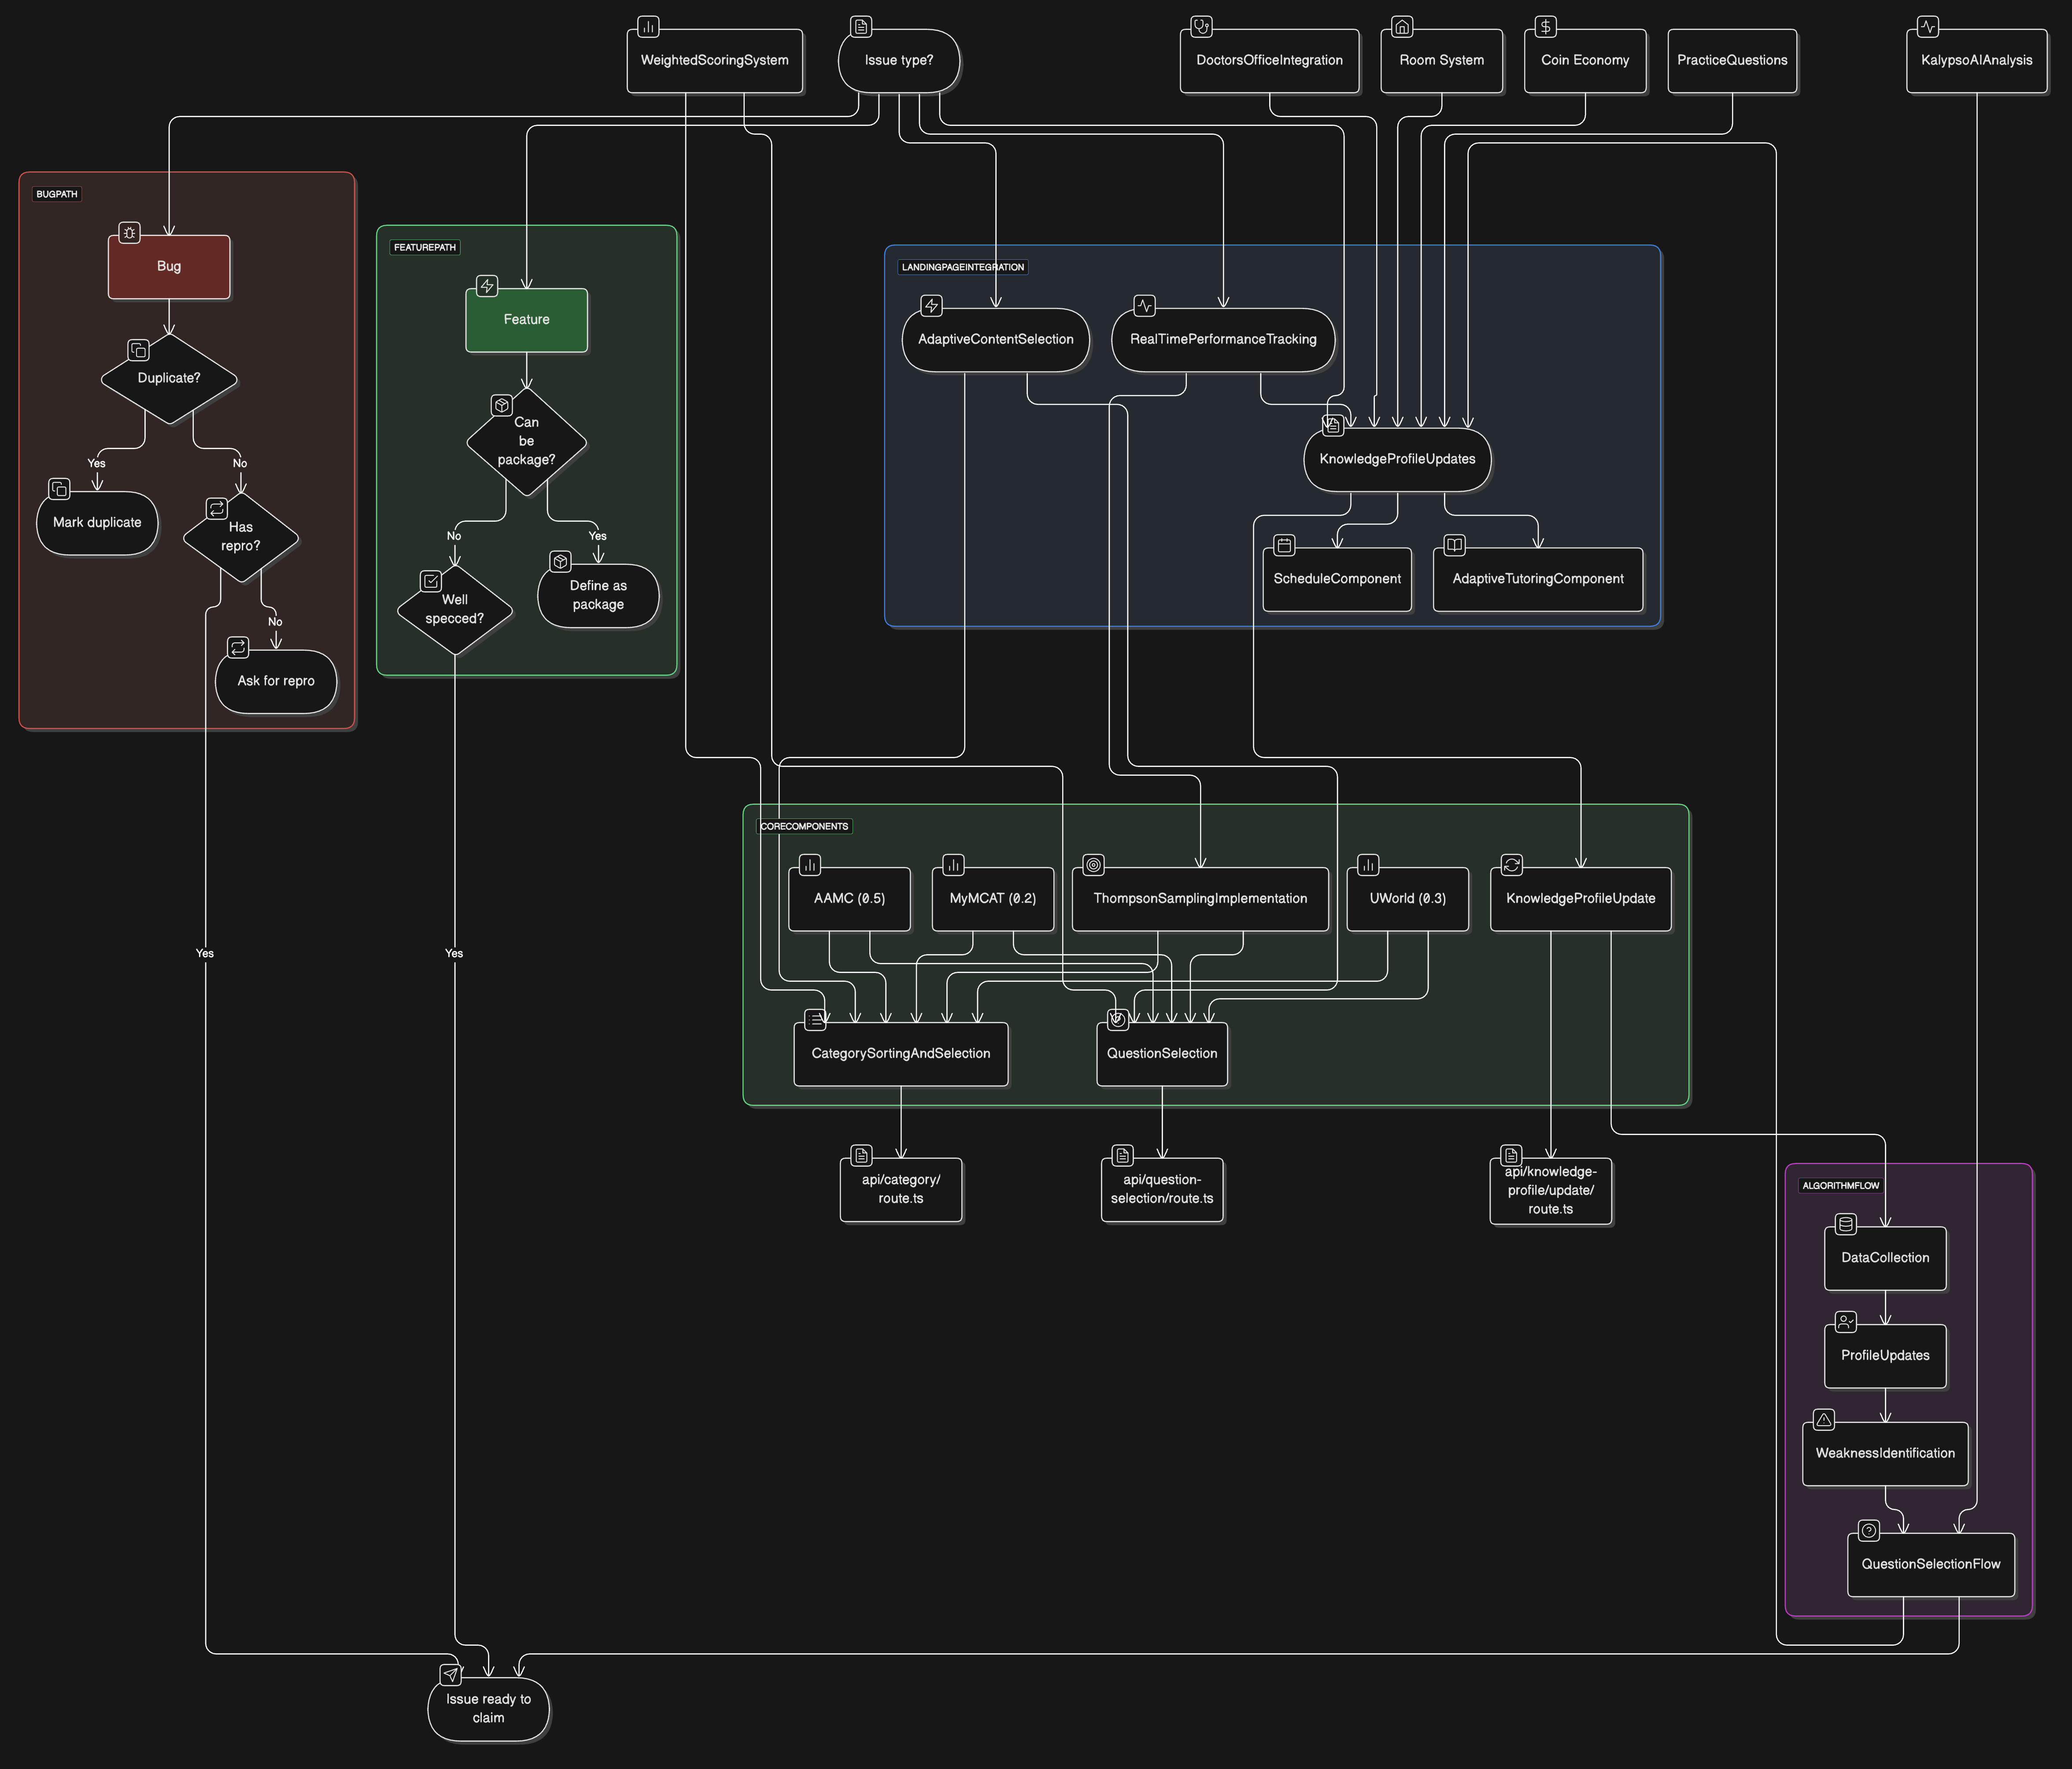 WeightedScoringSystem
Issue type?
DoctorsOfficeIntegration
Room System
Coin Economy
PracticeQuestions
KalypsoAIAnalysis
BUGPATH
Bug
Duplicate?
Yes
No
Mark duplicate
Has
repro?
No
Ask for repro
FEATUREPATH
Feature
Can
be
package?
No
Yes
Well
specced?
Define as
package
LANDINGPAGEINTEGRATION
AdaptiveContentSelection
RealTimePerformanceTracking
KnowledgeProfileUpdates
ScheduleComponent
AdaptiveTutoringComponent
CORECOMPONENTS
AAMC (0.5)
MyMCAT (0.2)
ThompsonSamplingImplementation
UWorld (0.3)
KnowledgeProfileUpdate
Yes
Yes
CategorySortingAndSelection
QuestionSelection
api/category/
route.ts
api/question-
selection/route.ts
api/knowledge-
profile/update/
route.ts
ALGORITHMFLOW
DataCollection
ProfileUpdates
WeaknessIdentification
QuestionSelectionFlow
Issue ready to
claim